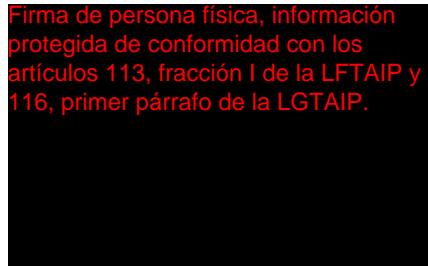 Firma de persona física, información
protegida de conformidad con los
artículos 113, fracción I de la LFTAIP y
116, primer párrafo de la LGTAIP.